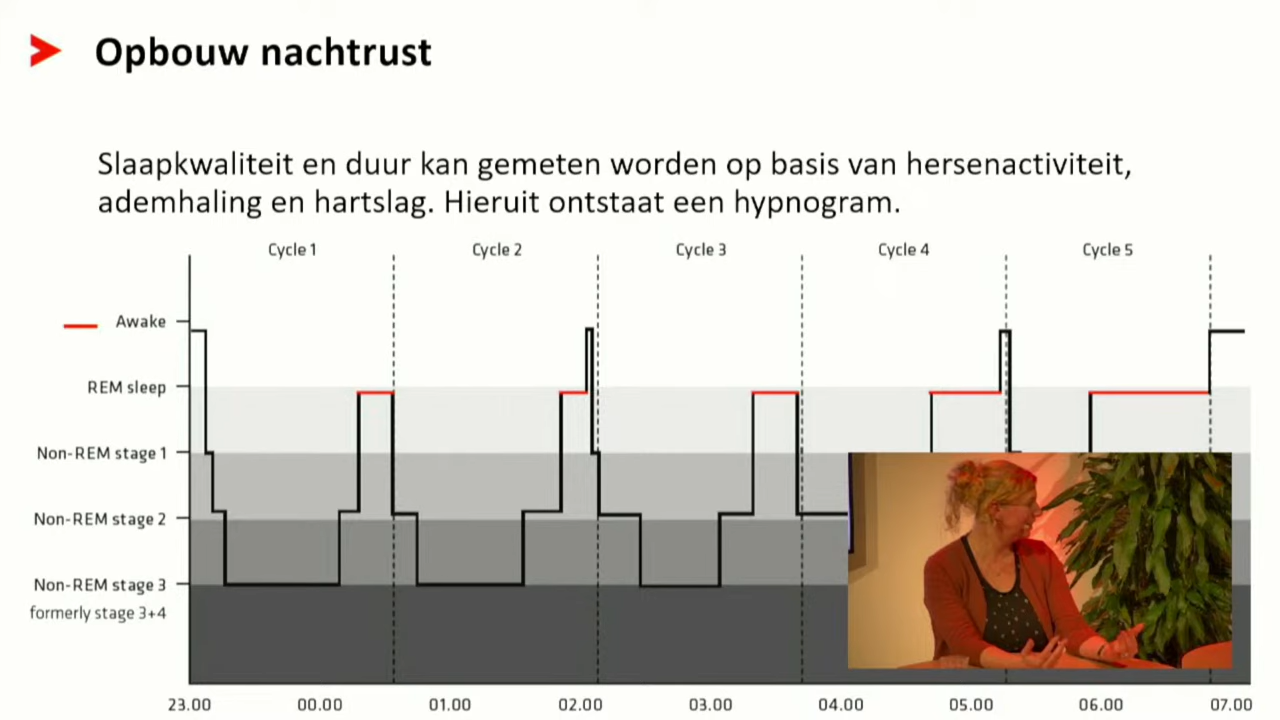 Opbouw nachtrust
Slaapkwaliteit en duur kan gemeten worden op basis van hersenactiviteit,
ademhaling en hartslag. Hieruit ontstaat een hypnogram.
Cycle 1 Cycle 2 Cycle 3 Cycle 4 Cycle 5
Awake
REM sleep
Non-REM stage 1
Non-REM stage 2
Non-REM stage 3
formerly stage 3+4
23.00 00.00 01.00 02.00 03.00 04.00 05.00 06.00 07.00